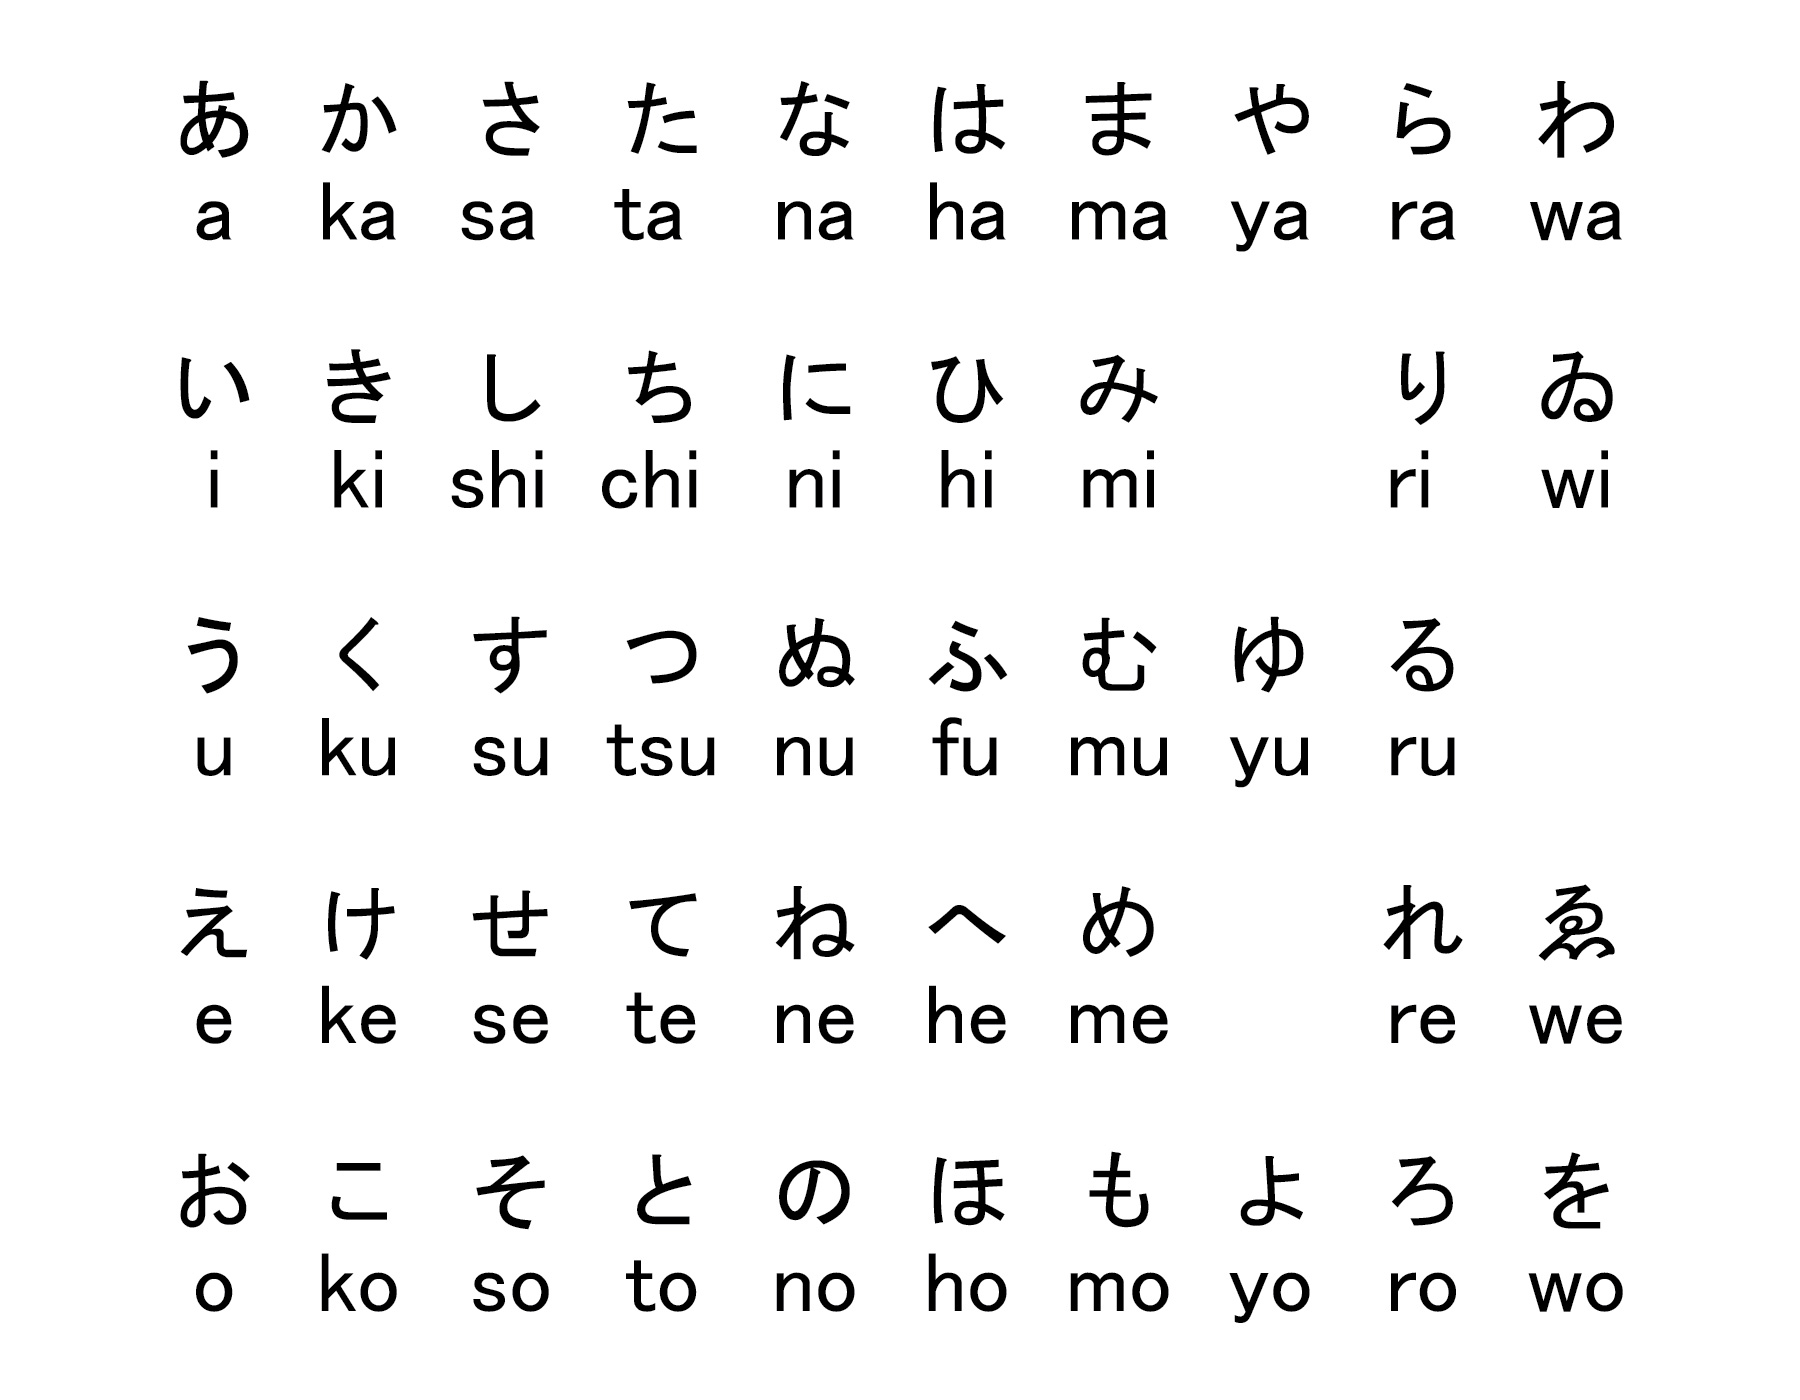 あ か さ た な は ま や ら わ
a ka sa ta na ha ma ya ra wa
い き し ち に ひ み り ゐ
i ki shi chi ni hi mi ri wi
う く す つ ぬ ふ む ゆ る
u ku su tsu nu fu mu yu ru
え け せ て ね へ め れ ゑ
e ke se te ne he me re we
お こ そ と の ほ も よ ろ を
o ko so to no ho mo yo ro wo